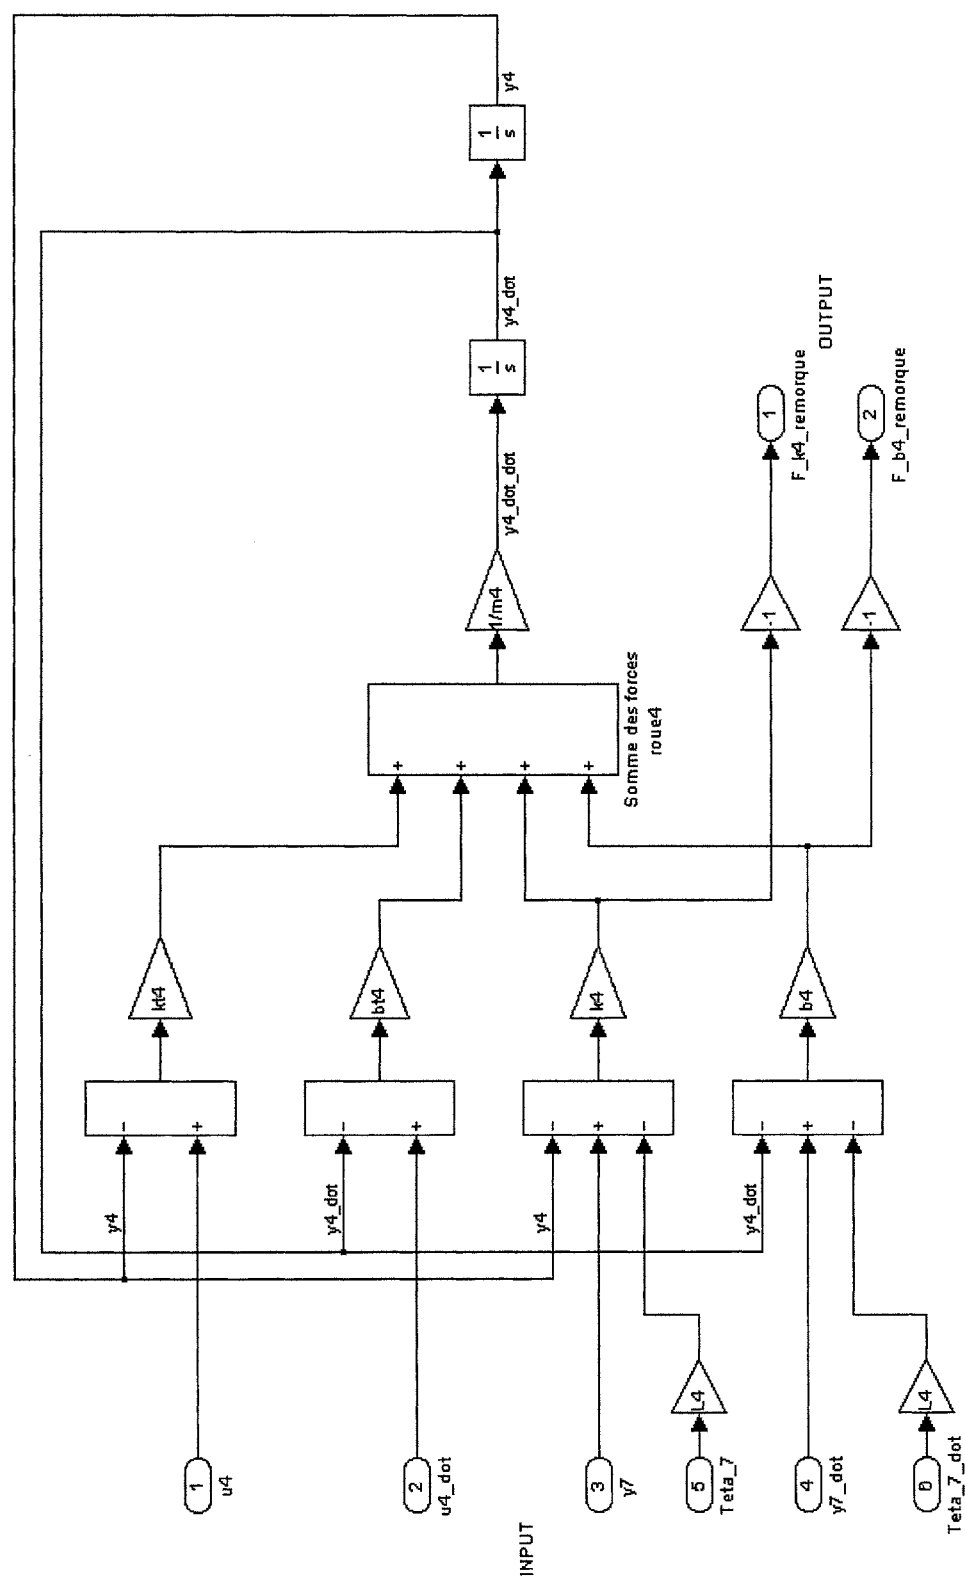 INPUT
1
u4
2
u4_dot
3
y7
5
Teta_7
4
y7_dot
6
Teta_7_dot
L4
L4
y4
y4_dot
y4
y4_dot
-
+
-
+
-
+
-
-
+
-
kt4
bt4
k4
b4
+
+
+
+
Somme des forces
roue4
1/m4
y4_dot_dot
1
s
y4_dot
1
s
y4
-1
-1
1
F_k4_remorque
2
F_b4_remorque
OUTPUT